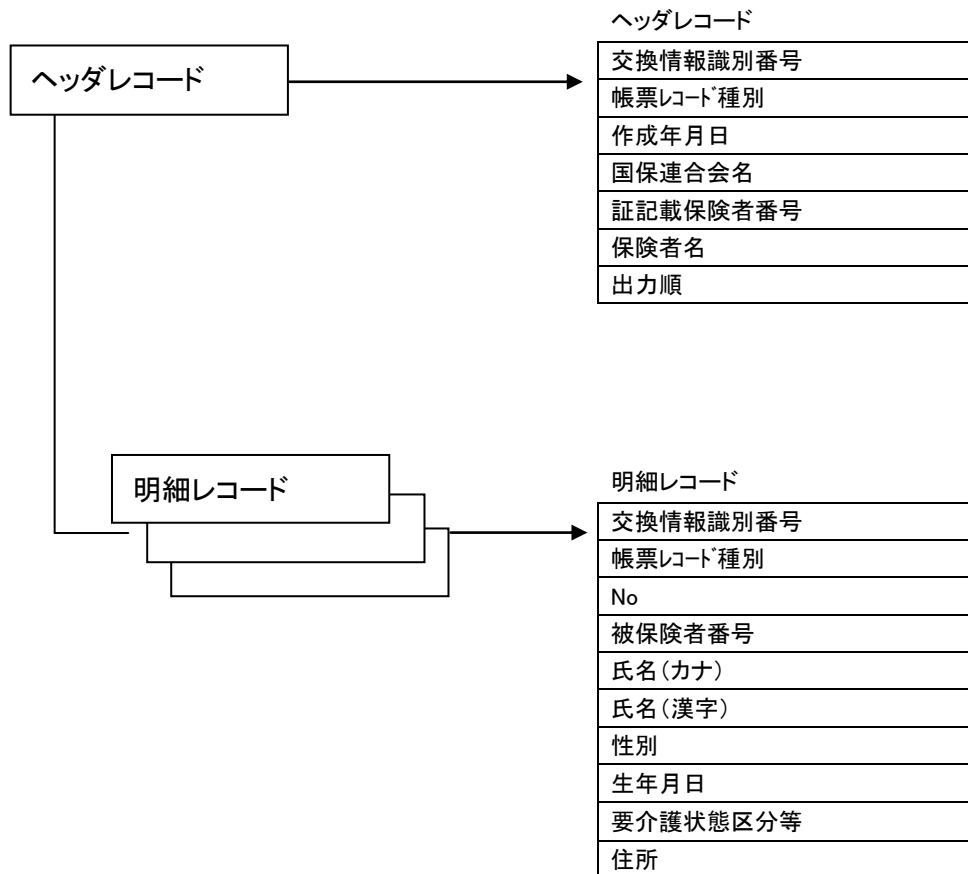 ヘッダレコード
ヘッダレコード
交換情報識別番号
帳票ﾚｺｰﾄﾞ種別
作成年月日
国保連合会名
証記載保険者番号
保険者名
出力順
明細レコード
明細レコード
交換情報識別番号
帳票ﾚｺｰﾄﾞ種別
No
被保険者番号
氏名(カナ)
氏名(漢字)
性別
生年月日
要介護状態区分等
住所